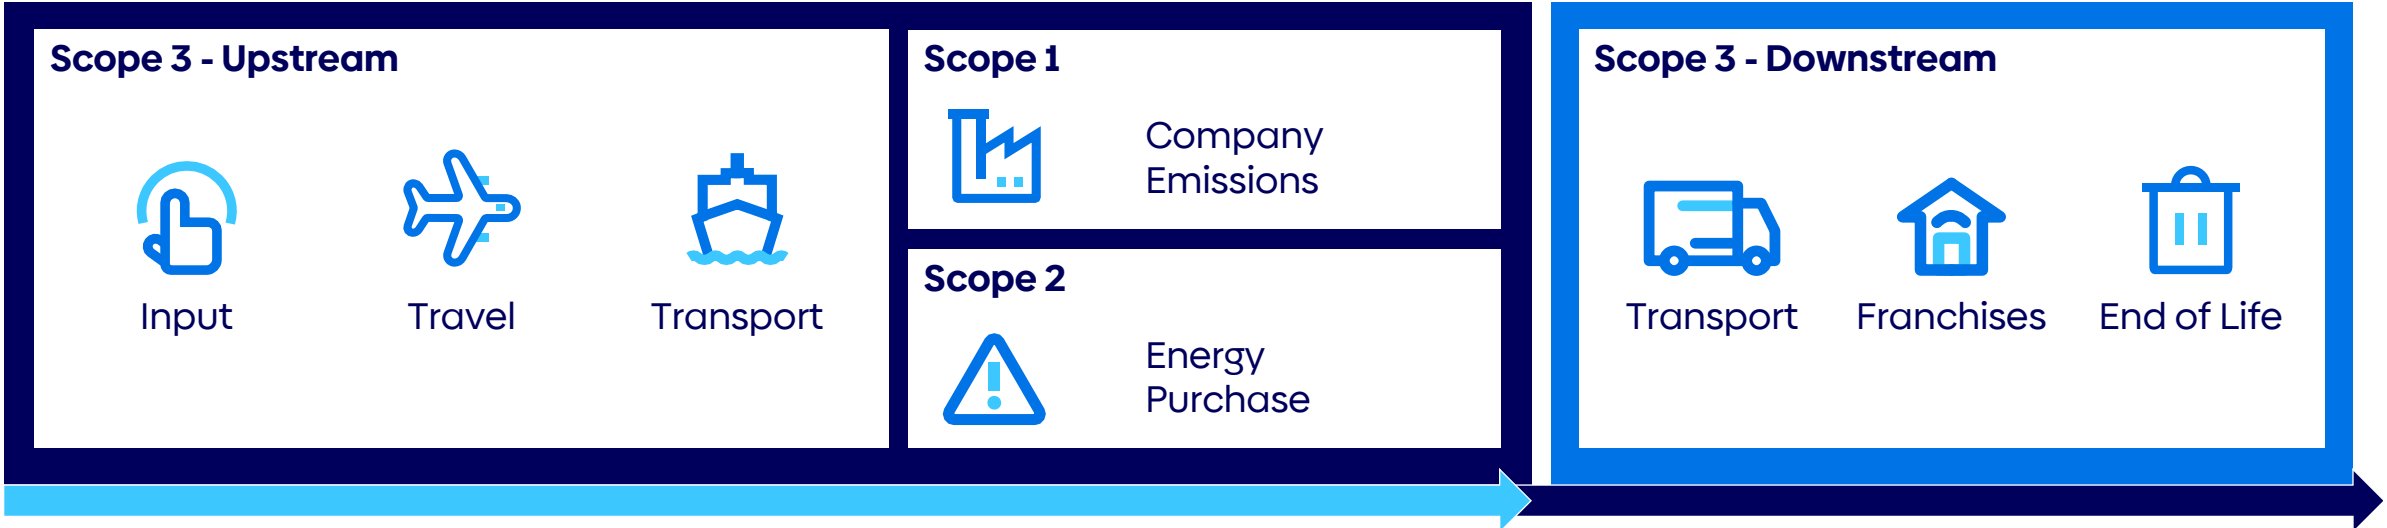 Scope 3 - Upstream
Input
Travel
Transport
Scope 1
Company
Emissions
Scope 2
Energy
Purchase
Scope 3 - Downstream
Transport
Franchises
End of Life